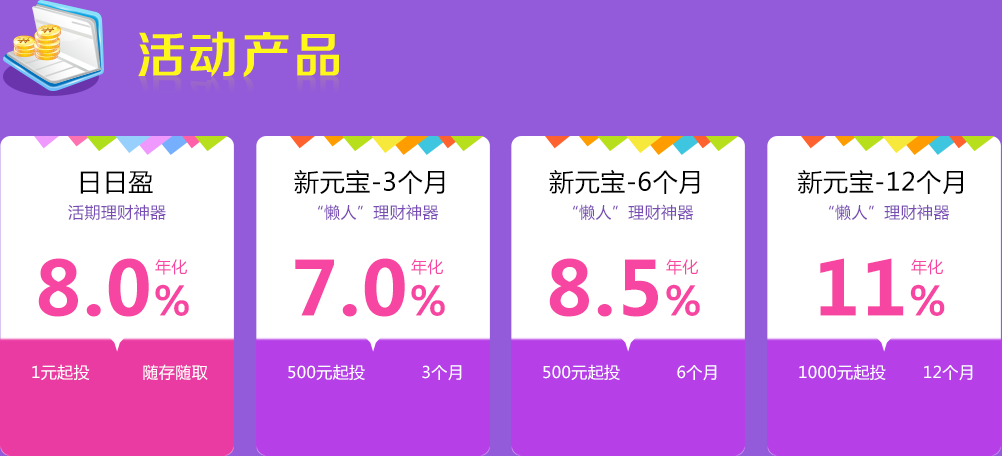 活动产品
日日盈
活期理财神器
8.0%年化
1元起投 随存随取
新元宝-3个月
“懒人”理财神器
7.0%年化
500元起投 3个月
新元宝-6个月
“懒人”理财神器
8.5%年化
500元起投 6个月
新元宝-12个月
“懒人”理财神器
11%年化
1000元起投 12个月